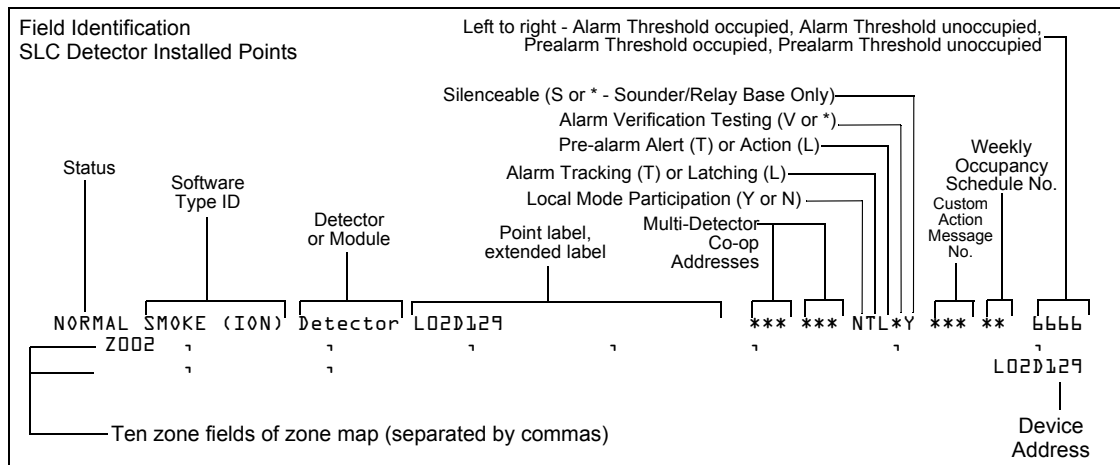 Field Identification
SLC Detector Installed Points
Left to right - Alarm Threshold occupied, Alarm Threshold unoccupied,
Prealarm Threshold occupied, Prealarm Threshold unoccupied
Silenceable (S or * - Sounder/Relay Base Only)
Alarm Verification Testing (V or *)
Pre-alarm Alert (T) or Action (L)
Alarm Tracking (T) or Latching (L)
Local Mode Participation (Y or N)
Status
Software
Type ID
Detector
or Module
Point label,
extended label
Multi-Detector
Co-op
Addresses
Custom
Action
Message
No.
Weekly
Occupancy
Schedule No.
NORMAL SMOKE (ION) Detector L02D129 *** *** NTL*Y *** ** 6666
Z002 , , , , , , ,
, , L02D129
Ten zone fields of zone map (separated by commas)
Device
Address